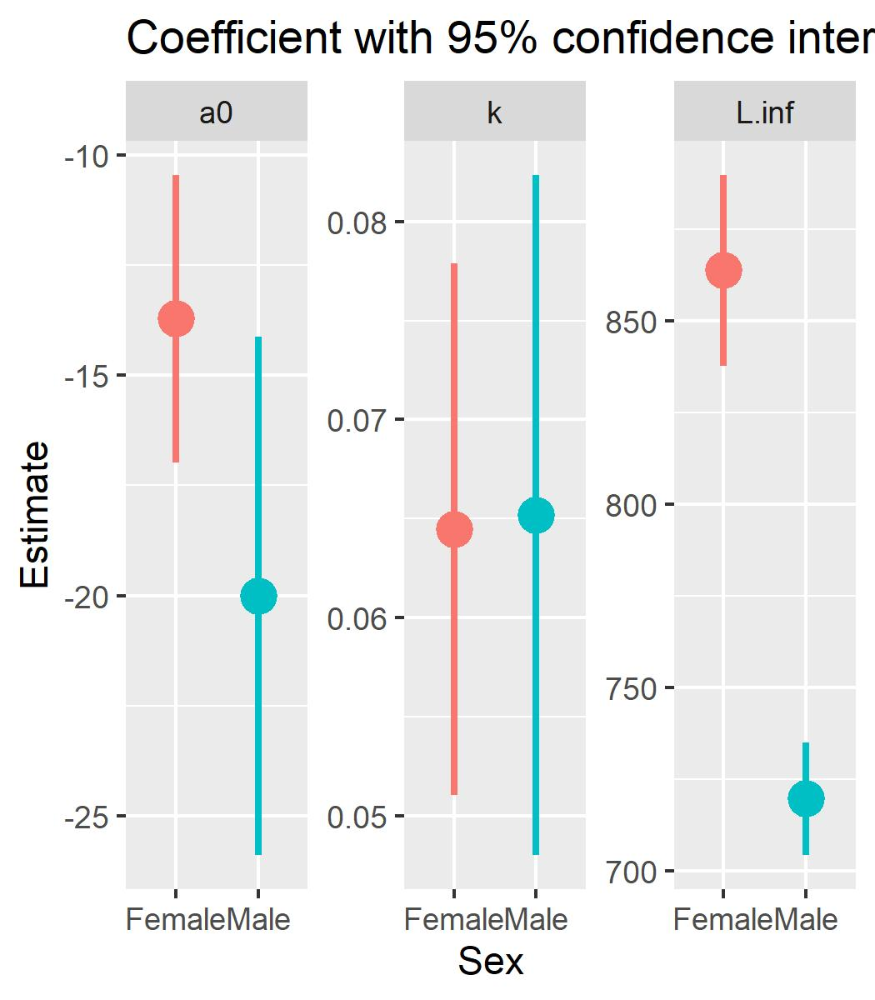 Coefficient with 95% confidence inter
a0
k
L.inf
-10
-15
-20
-25
0.08
0.07
0.06
0.05
850
800
750
700
Estimate
FemaleMale
FemaleMale
FemaleMale
Sex